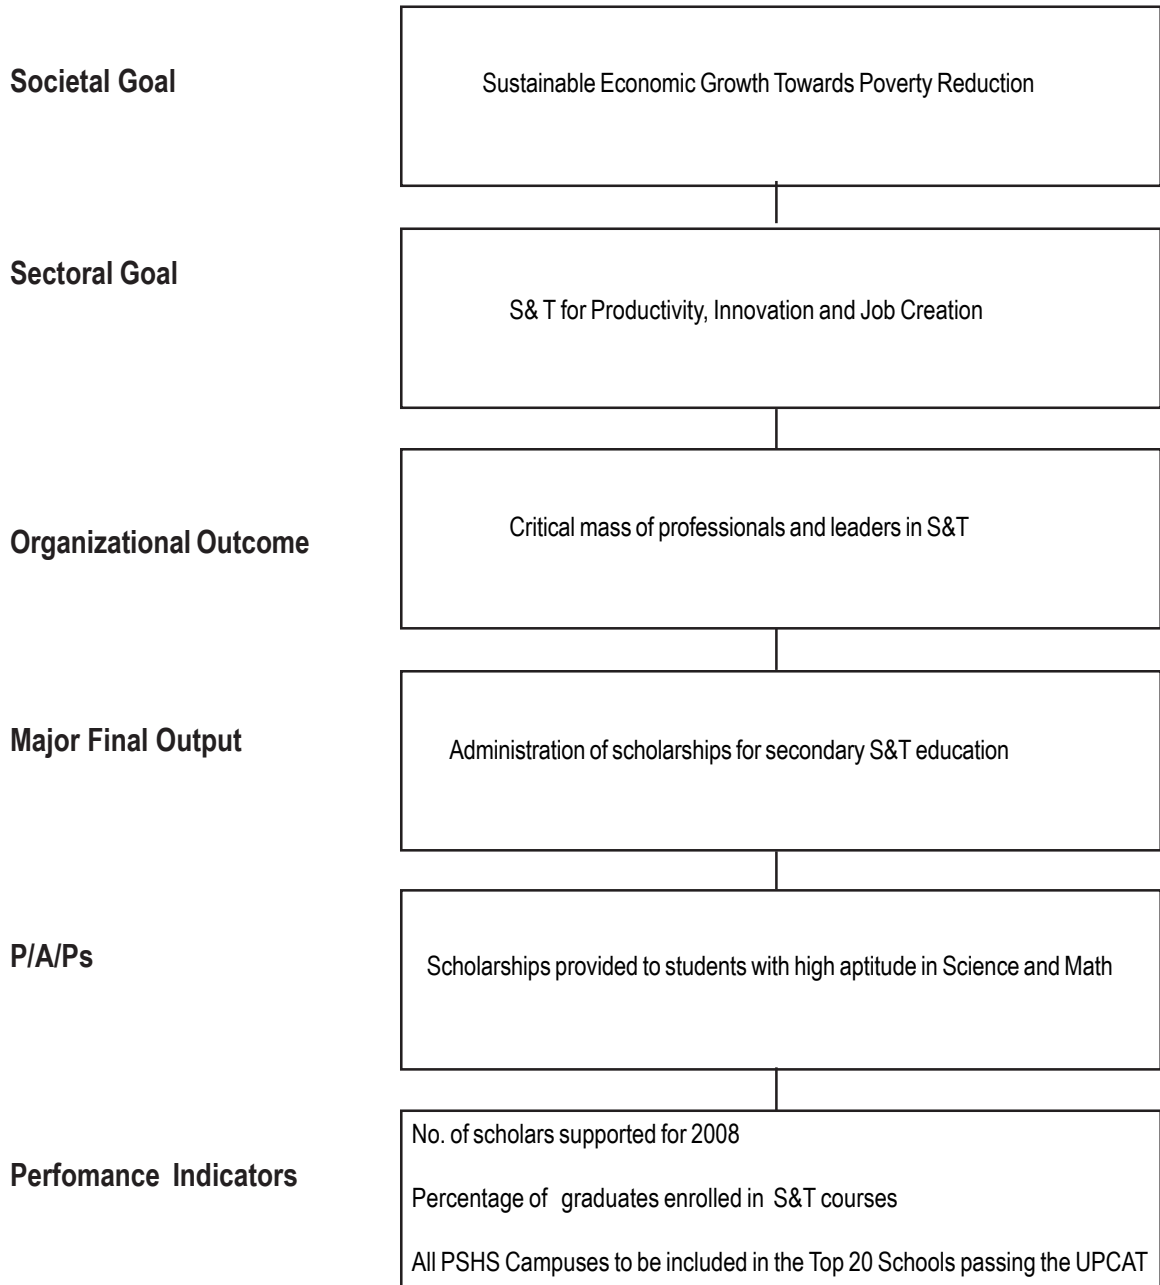 Societal Goal
Sustainable Economic Growth Towards Poverty Reduction
Sectoral Goal
S& T for Productivity, Innovation and Job Creation
Organizational Outcome
Critical mass of professionals and leaders in S&T
Major Final Output
Administration of scholarships for secondary S&T education
P/A/Ps
Scholarships provided to students with high aptitude in Science and Math
Perfomance Indicators
No. of scholars supported for 2008
Percentage of graduates enrolled in S&T courses
All PSHS Campuses to be included in the Top 20 Schools passing the UPCAT